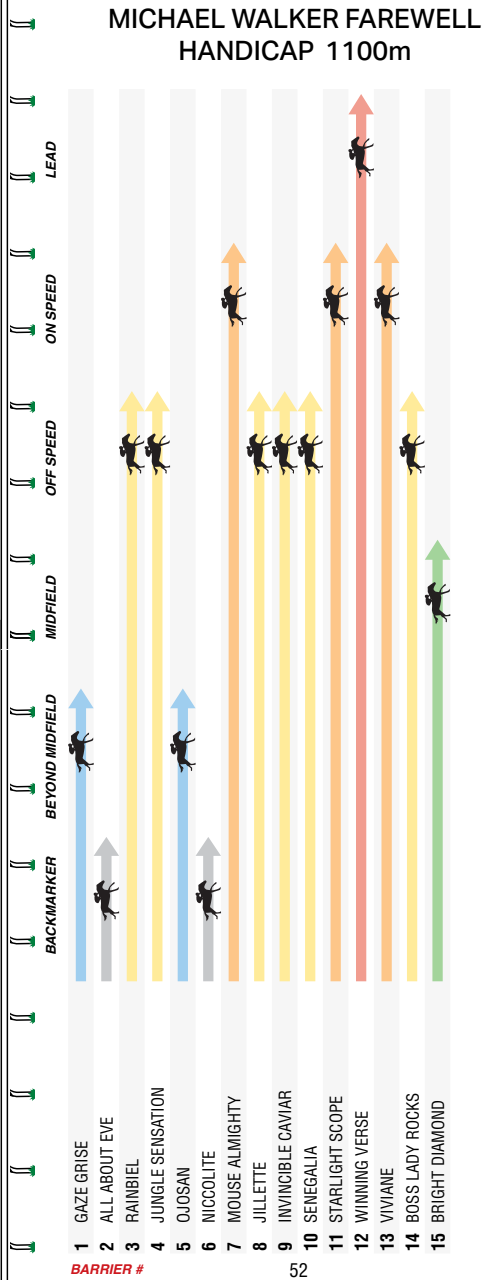 MICHAEL WALKER FAREWELL
HANDICAP 1100m
LEAD
ON SPEED
OFF SPEED
MIDFIELD
BEYOND MIDFIELD
BACKMARKER
1 GAZE GRISE
2 ALL ABOUT EVE
3 RAINBIEL
4 JUNGLE SENSATION
5 OJOSAN
6 NICCOLITE
7 MOUSE ALMIGHTY
8 JILLETTE
9 INVINCIBLE CAVIAR
10 SENEGALIA
11 STARLIGHT SCOPE
12 WINNING VERSE
13 VIVIANE
14 BOSS LADY ROCKS
15 BRIGHT DIAMOND
BARRIER #
52